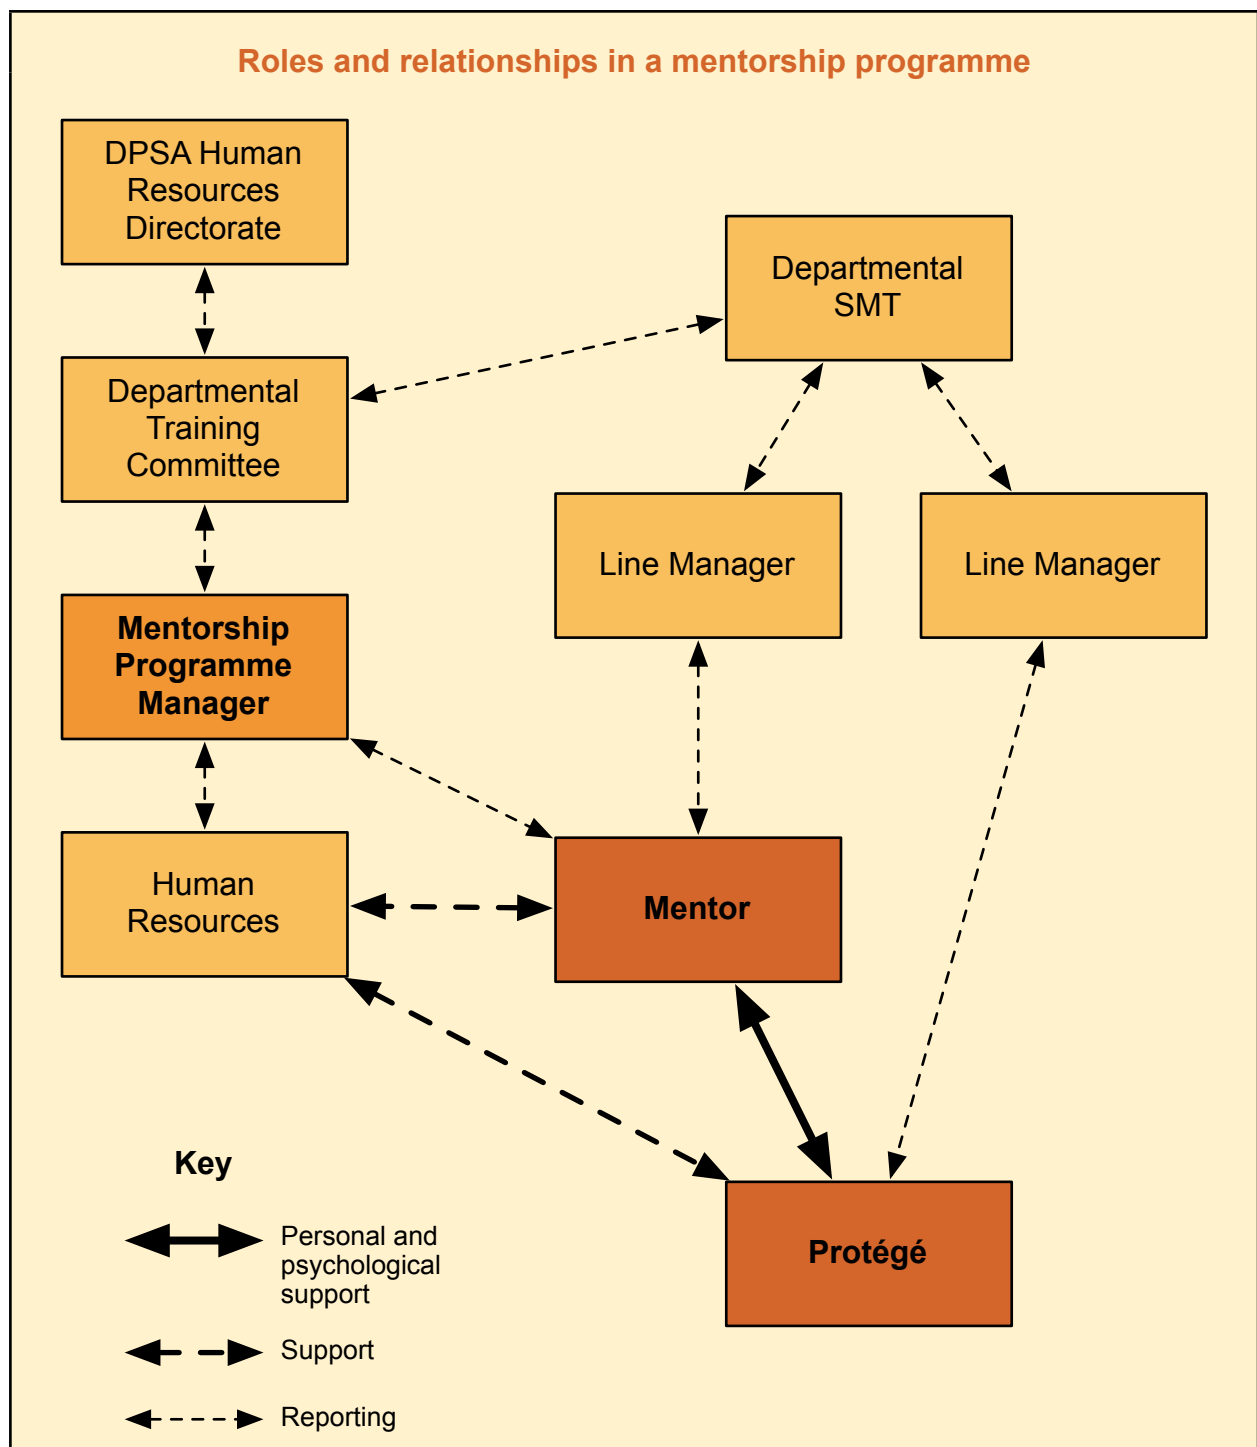 Roles and relationships in a mentorship programme
DPSA Human
Resources
Directorate
Departmental
SMT
Departmental
Training
Committee
Line Manager
Line Manager
Mentorship
Programme
Manager
Human
Resources
Mentor
Protégé
Key
Personal and
psychological
support
Support
Reporting